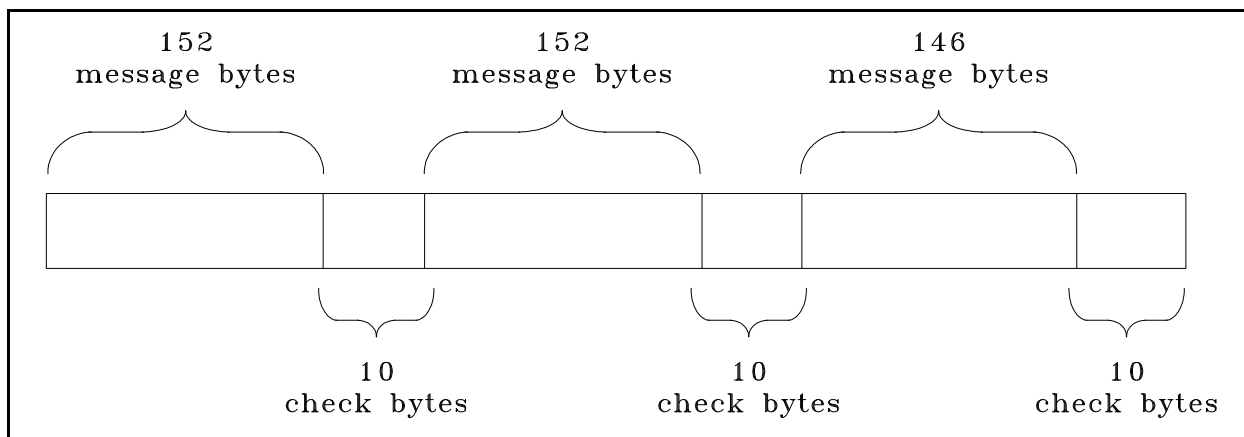 152
message bytes
152
message bytes
146
message bytes
10
check bytes
10
check bytes
10
check bytes